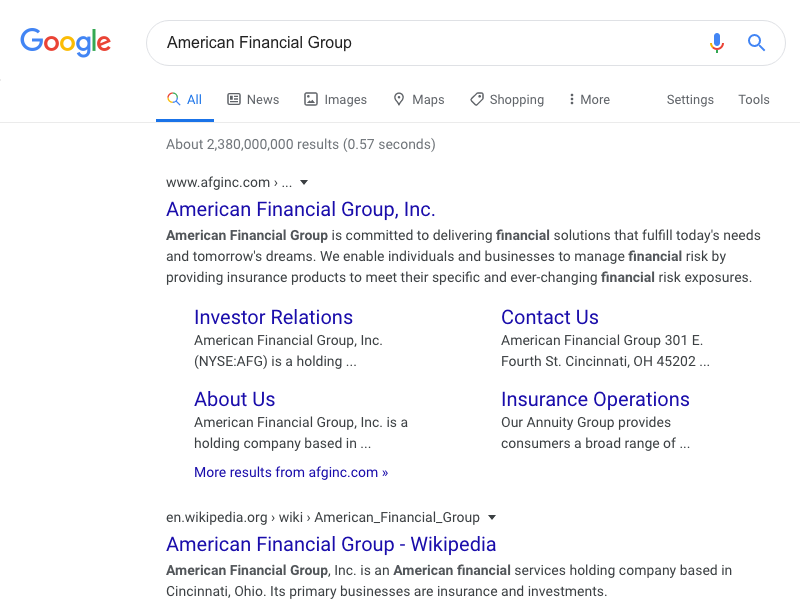 Google
American Financial Group
All News Images Maps Shopping More Settings Tools
About 2,380,000,000 results (0.57 seconds)
www.afginc.com › ...
American Financial Group, Inc.
American Financial Group is committed to delivering financial solutions that fulfill today's needs
and tomorrow's dreams. We enable individuals and businesses to manage financial risk by
providing insurance products to meet their specific and ever-changing financial risk exposures.
Investor Relations
American Financial Group, Inc.
(NYSE:AFG) is a holding ...
Contact Us
American Financial Group 301 E.
Fourth St. Cincinnati, OH 45202 ...
About Us
American Financial Group, Inc. is a
holding company based in ...
Insurance Operations
Our Annuity Group provides
consumers a broad range of ...
More results from afginc.com »
en.wikipedia.org › wiki › American_Financial_Group
American Financial Group - Wikipedia
American Financial Group, Inc. is an American financial services holding company based in
Cincinnati, Ohio. Its primary businesses are insurance and investments.